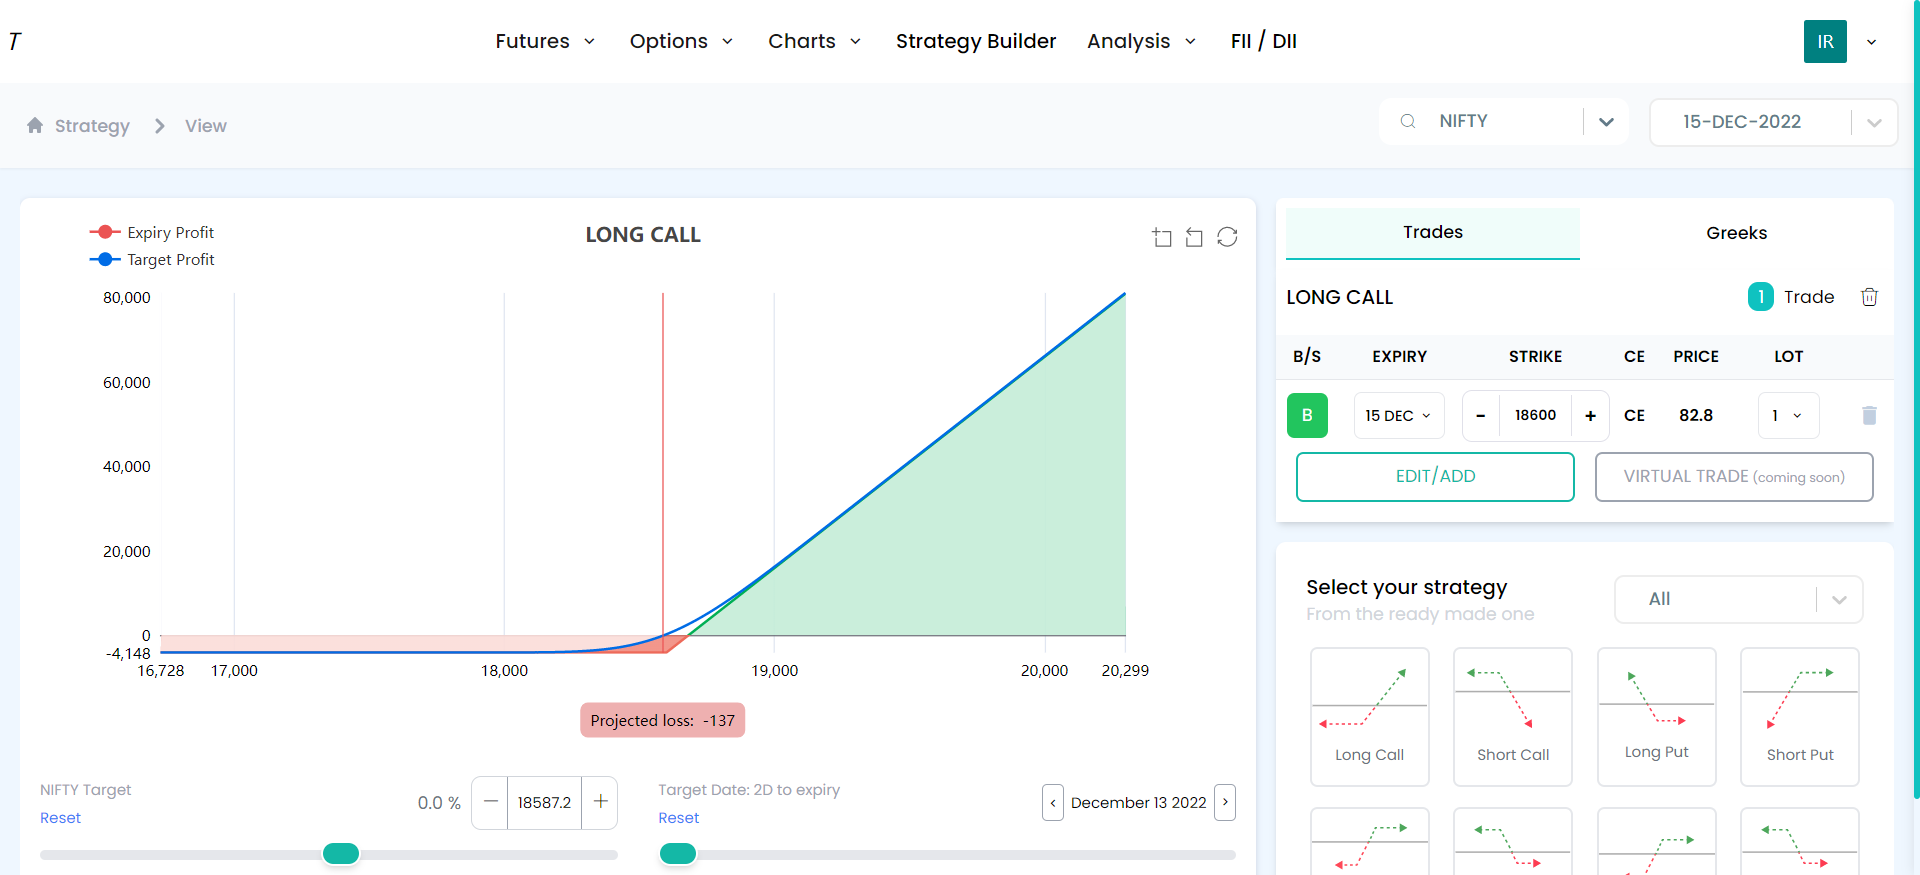 T
Futures Options Charts Strategy Builder Analysis FII / DII
IR
Strategy View
NIFTY
15-DEC-2022
Expiry Profit
Target Profit
LONG CALL
80,000
60,000
40,000
20,000
0
-4,148
16,728 17,000 18,000 19,000 20,000 20,299
Projected loss: -137
NIFTY Target
Reset
0.0 %
18587.2
Target Date: 2D to expiry
Reset
December 13 2022
Trades Greeks
LONG CALL 1 Trade
B/S EXPIRY STRIKE CE PRICE LOT
B 15 DEC - 18600 + CE 82.8 1
EDIT/ADD VIRTUAL TRADE (coming soon)
Select your strategy
From the ready made one
All
Long Call Short Call Long Put Short Put